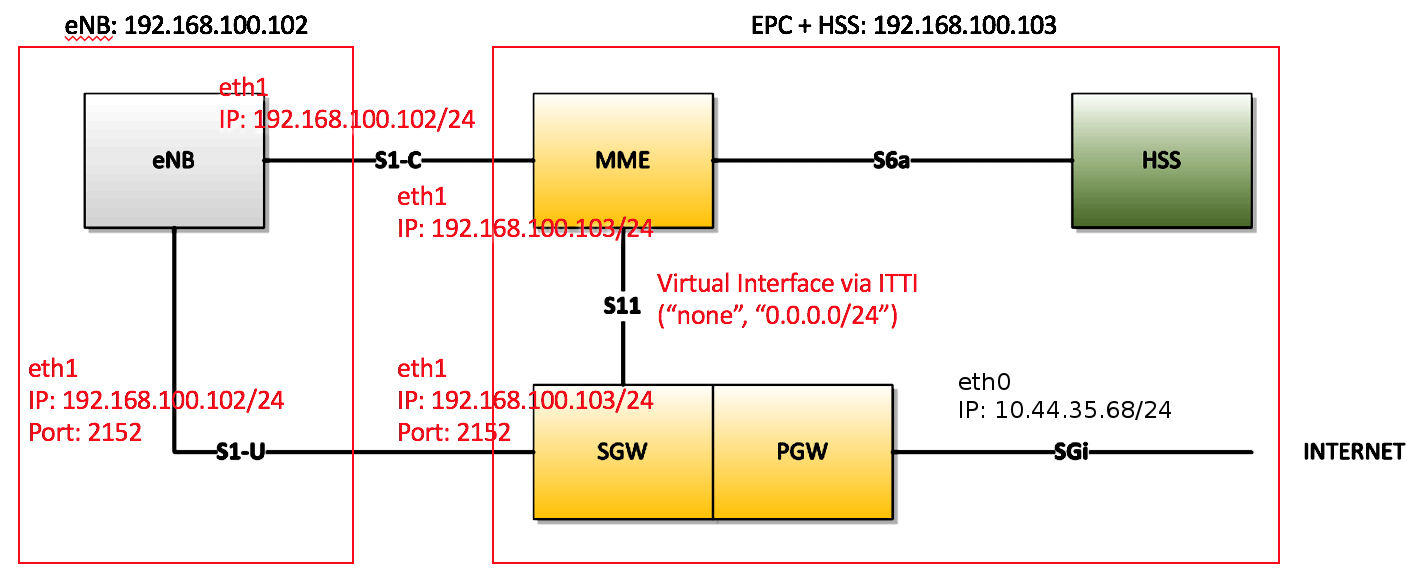 eNB: 192.168.100.102
EPC + HSS: 192.168.100.103
eth1
IP: 192.168.100.102/24
eNB
S1-C
MME
S6a
HSS
eth1
IP: 192.168.100.103/24
Virtual Interface via ITTI
(“none”, “0.0.0.0/24”)
S11
eth1
IP: 192.168.100.102/24
Port: 2152
eth1
IP: 192.168.100.103/24
Port: 2152
eth0
IP: 10.44.35.68/24
S1-U
SGW
PGW
SGi
INTERNET